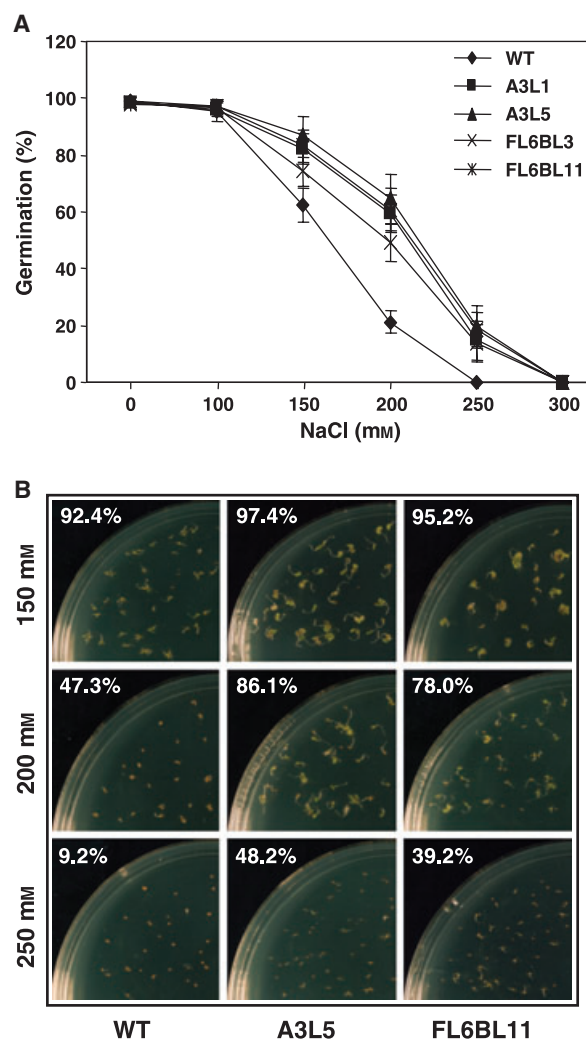 A
120
100
80
60
40
20
0
Germination (%)
0 100 150 200 250 300
NaCl (mM)
WT
A3L1
A3L5
FL6BL3
FL6BL11
B
150 mM
92.4% 97.4% 95.2%
200 mM
47.3% 86.1% 78.0%
250 mM
9.2% 48.2% 39.2%
WT A3L5 FL6BL11